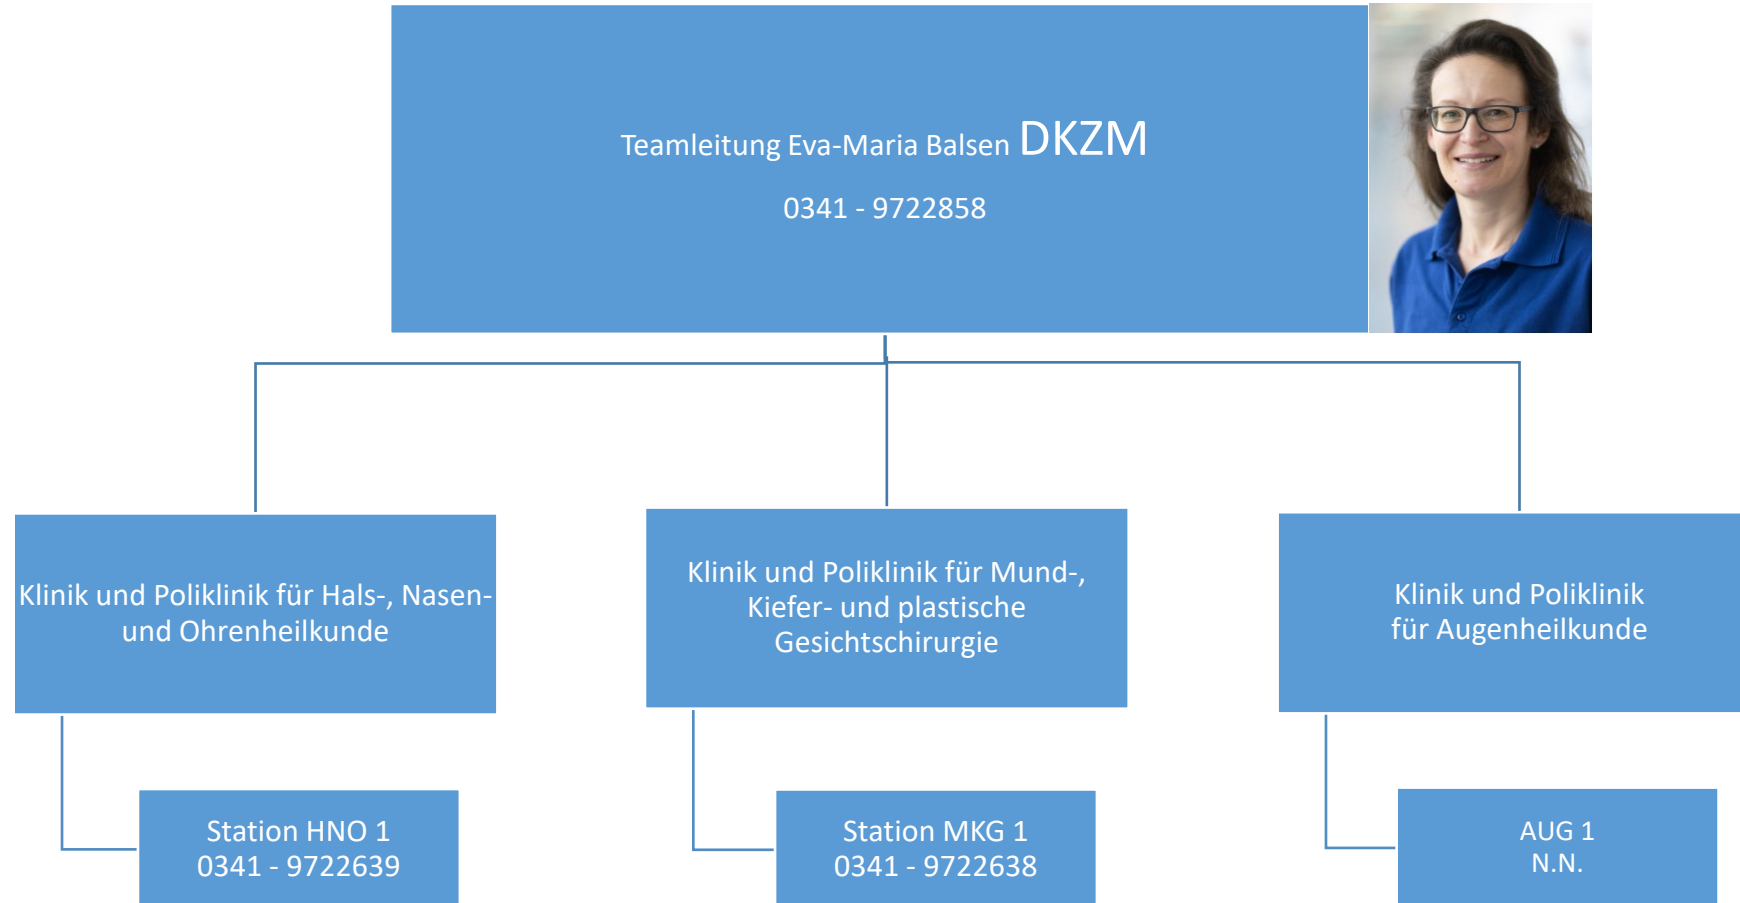 Teamleitung Eva-Maria Balsen DKZM
0341 - 9722858
Klinik und Poliklinik für Hals-, Nasen-
und Ohrenheilkunde
Klinik und Poliklinik für Mund-,
Kiefer- und plastische
Gesichtschirurgie
Klinik und Poliklinik
für Augenheilkunde
Station HNO 1
0341 - 9722639
Station MKG 1
0341 - 9722638
AUG 1
N.N.